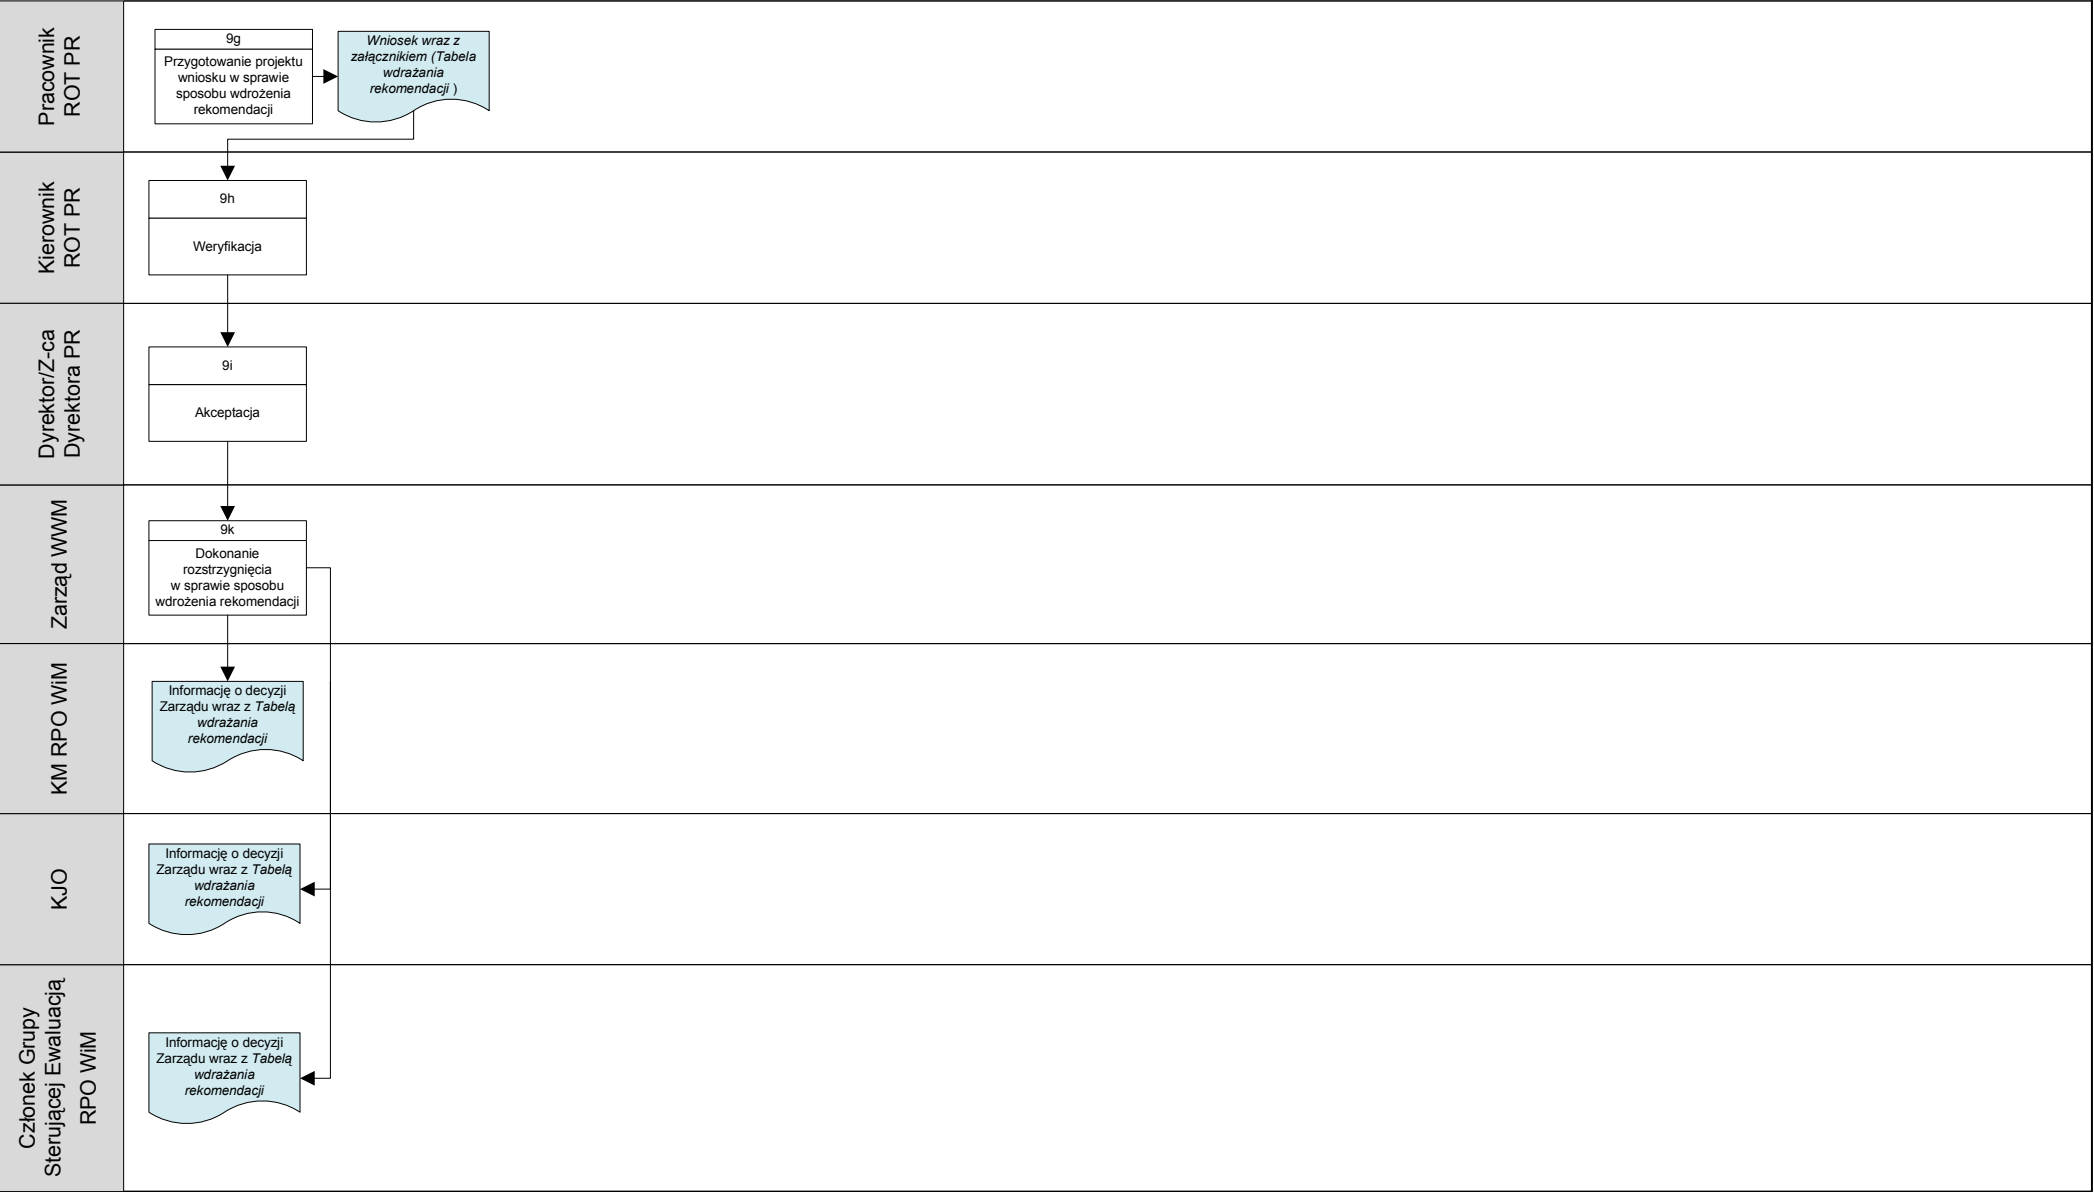 Pracownik
ROT PR
9g
Przygotowanie projektu
wniosku w sprawie
sposobu wdrożenia
rekomendacji
Wniosek wraz z
załącznikiem (Tabela
wdrażania
rekomendacji )
Kierownik
ROT PR
9h
Weryfikacja
Dyrektor/Z-ca
Dyrektora PR
9i
Akceptacja
Zarząd WWM
9k
Dokonanie
rozstrzygnięcia
w sprawie sposobu
wdrożenia rekomendacji
KM RPO WiM
Informację o decyzji
Zarządu wraz z Tabelą
wdrażania
rekomendacji
KJO
Informację o decyzji
Zarządu wraz z Tabelą
wdrażania
rekomendacji
Członek Grupy
Sterującej Ewaluacją
RPO WiM
Informację o decyzji
Zarządu wraz z Tabelą
wdrażania
rekomendacji